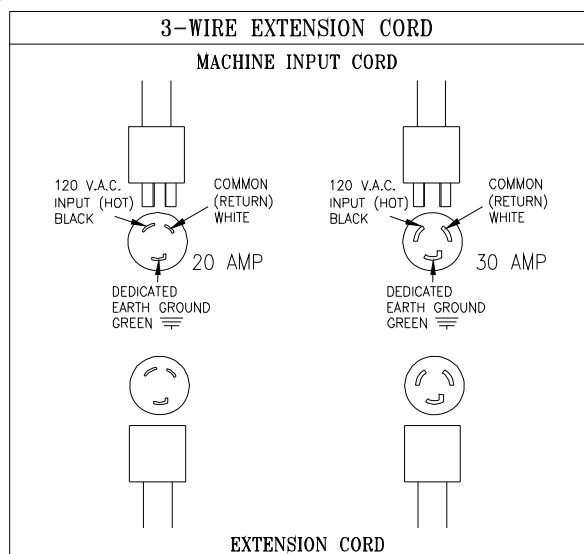 3-WIRE EXTENSION CORD
MACHINE INPUT CORD
120 V.A.C.
INPUT (HOT)
BLACK
COMMON
(RETURN)
WHITE
20 AMP
DEDICATED
EARTH GROUND
GREEN
120 V.A.C.
INPUT (HOT)
BLACK
COMMON
(RETURN)
WHITE
30 AMP
DEDICATED
EARTH GROUND
GREEN
EXTENSION CORD